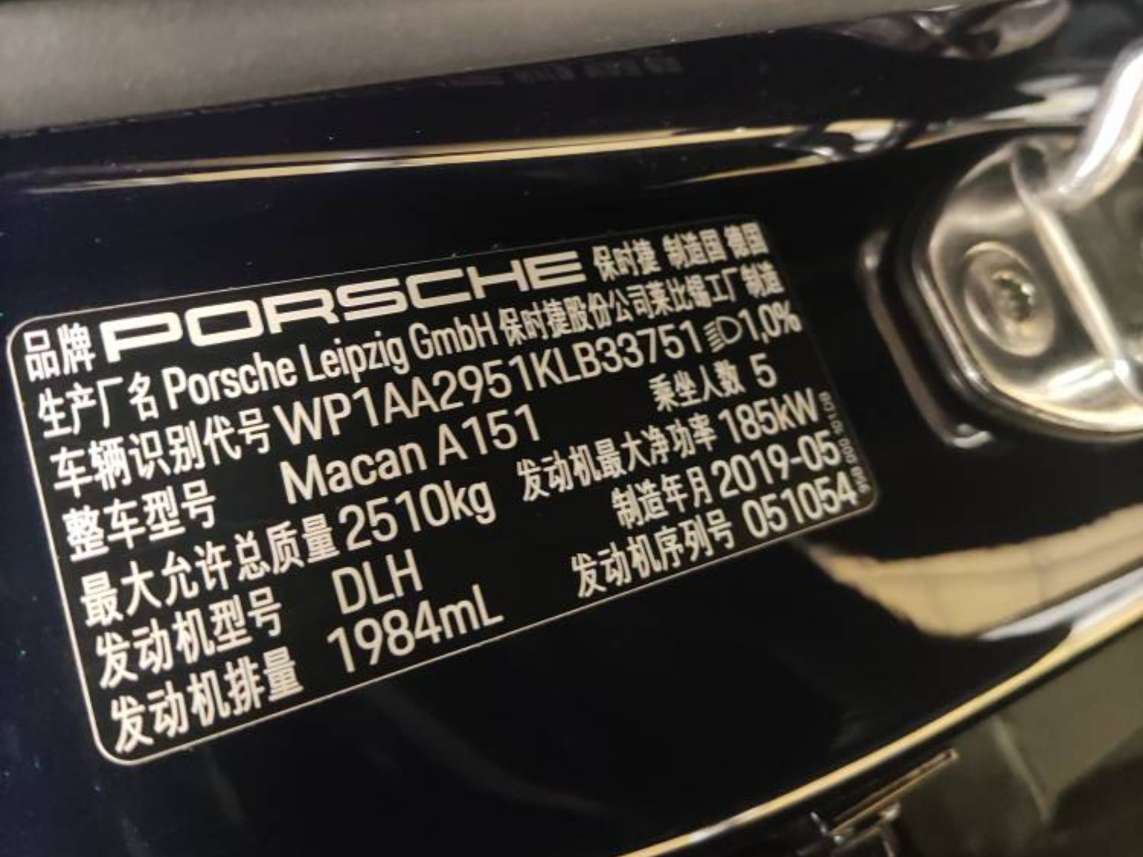 品牌 PORSCHE 保时捷 制造国 德国
生产厂名 Porsche Leipzig GmbH 保时捷股份公司莱比锡工厂制造
车辆识别代号 WP1AA2951KLB33751 1,0%
整车型号 Macan A151 乘坐人数 5
最大允许总质量 2510kg 发动机最大净功率 185kW
发动机型号 DLH 制造年月 2019-05
发动机排量 1984mL 发动机序列号 051054